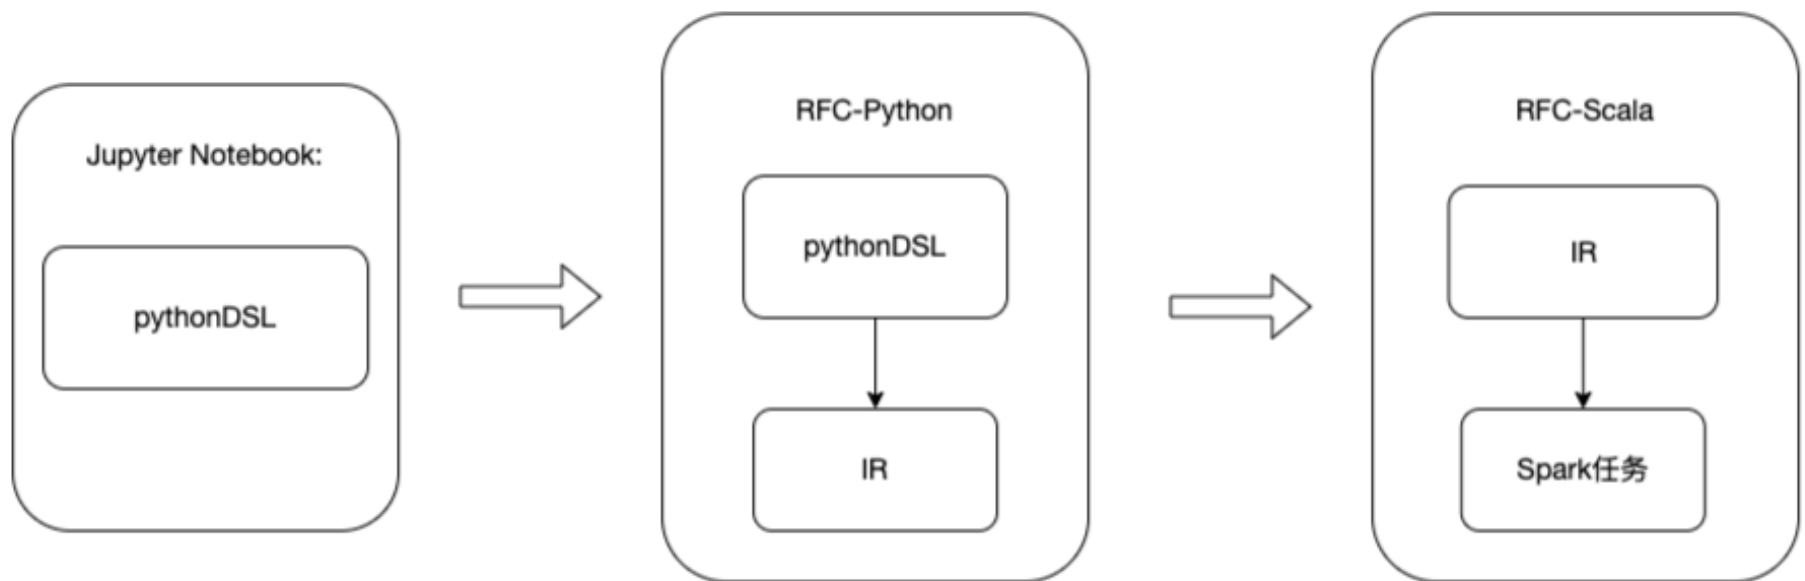 Jupyter Notebook:
pythonDSL
RFC-Python
pythonDSL
IR
RFC-Scala
IR
Spark任务